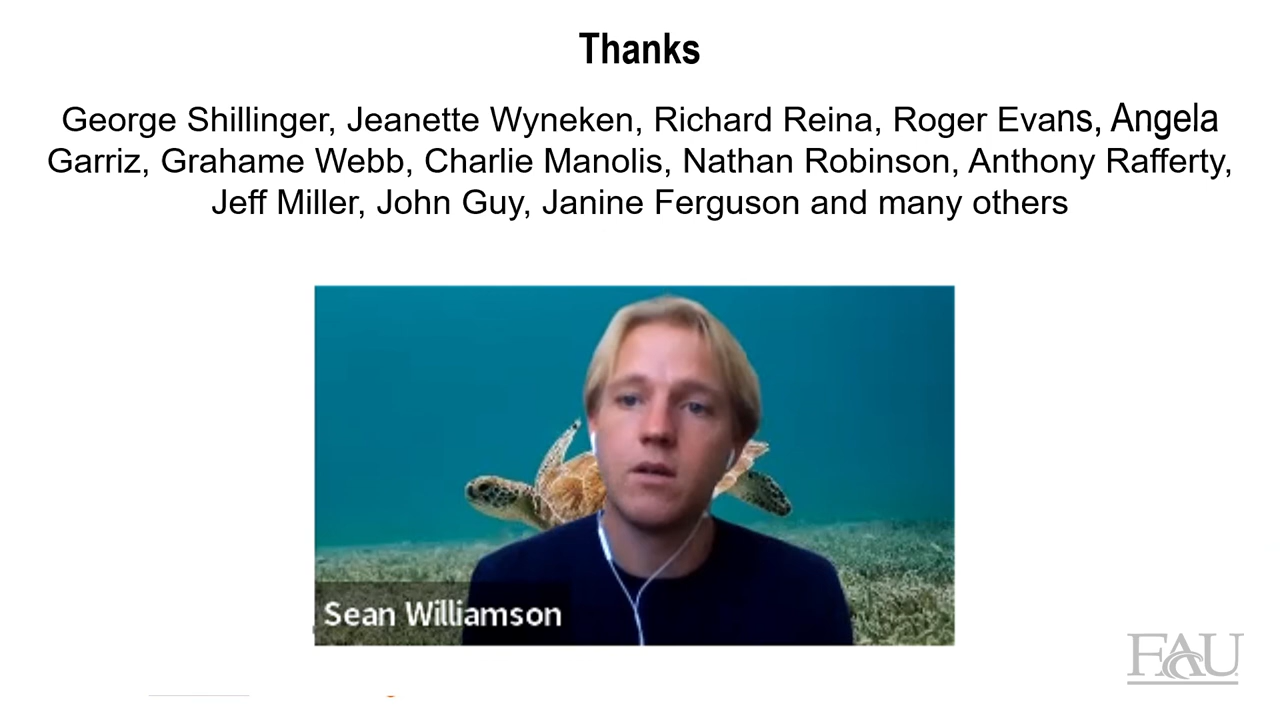 Thanks
George Shillinger, Jeanette Wyneken, Richard Reina, Roger Evans, Angela
Garriz, Grahame Webb, Charlie Manolis, Nathan Robinson, Anthony Rafferty,
Jeff Miller, John Guy, Janine Ferguson and many others
Sean Williamson
FAU